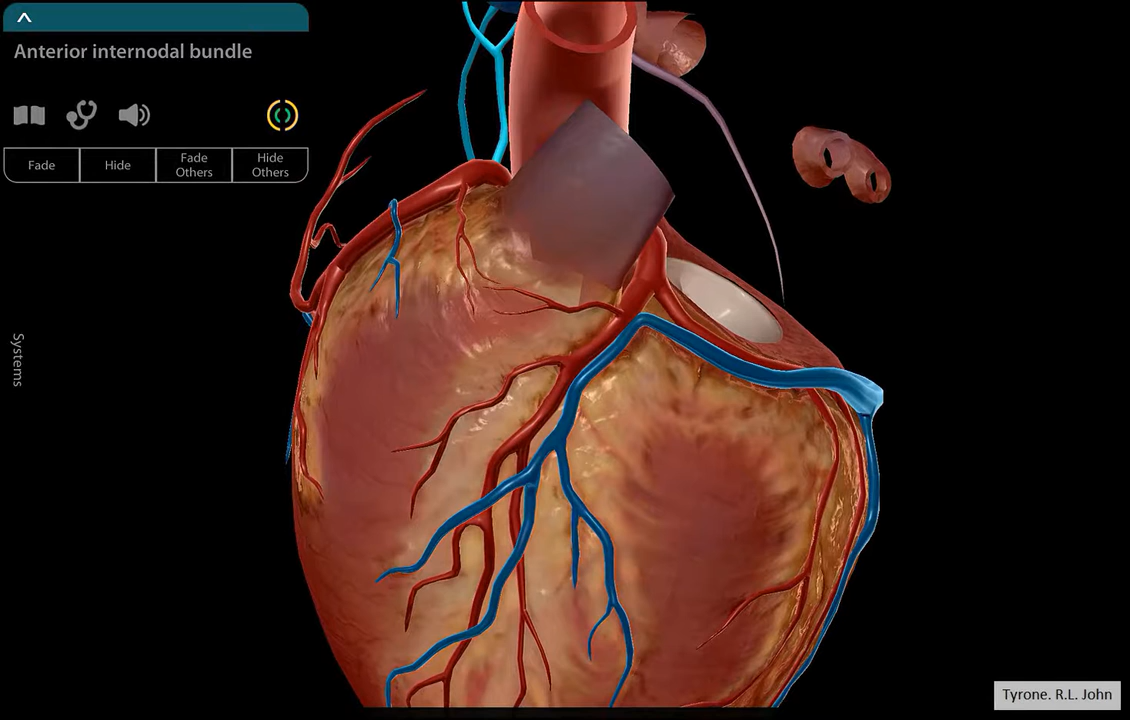 Anterior internodal bundle
Fade
Hide
Fade
Others
Hide
Others
Systems
Tyrone. R.L. John